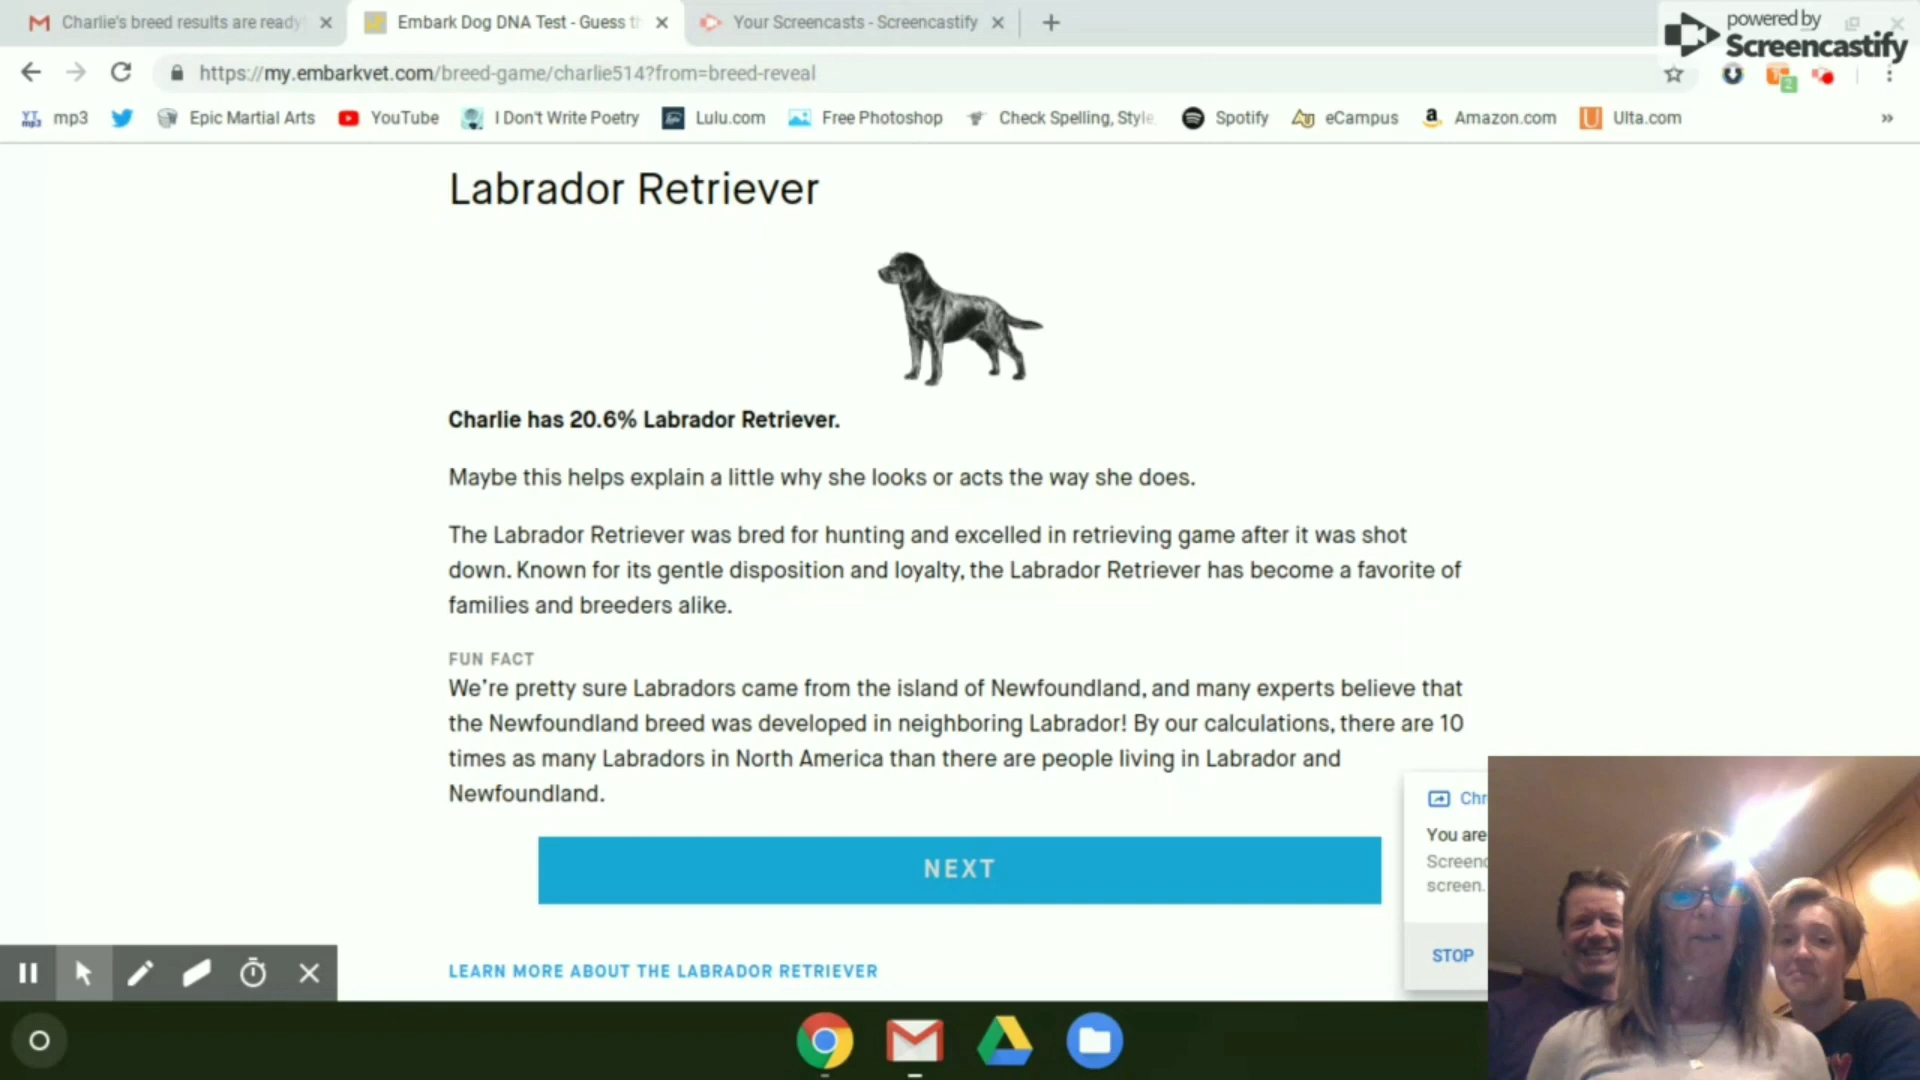 Charlie's breed results are ready
Embark Dog DNA Test - Guess th
Your Screencasts - Screencastify
powered by
Screencastify
https://my.embarkvet.com/breed-game/charlie514?from=breed-reveal
2
mp3
Epic Martial Arts
YouTube
I Don't Write Poetry
Lulu.com
Free Photoshop
Check Spelling, Style,
Spotify
eCampus
Amazon.com
Ulta.com
»
Labrador Retriever
Charlie has 20.6% Labrador Retriever.
Maybe this helps explain a little why she looks or acts the way she does.
The Labrador Retriever was bred for hunting and excelled in retrieving game after it was shot
down. Known for its gentle disposition and loyalty, the Labrador Retriever has become a favorite of
families and breeders alike.
FUN FACT
We're pretty sure Labradors came from the island of Newfoundland, and many experts believe that
the Newfoundland breed was developed in neighboring Labrador! By our calculations, there are 10
times as many Labradors in North America than there are people living in Labrador and
Newfoundland.
NEXT
LEARN MORE ABOUT THE LABRADOR RETRIEVER
Chr
You are
Screenc
screen.
STOP